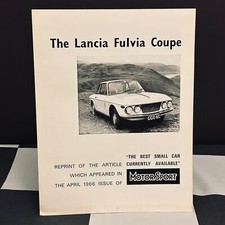 The Lancia Fulvia Coupe
REPRINT OF THE ARTICLE
WHICH APPEARED IN
THE APRIL 1966 ISSUE OF
"THE BEST SMALL CAR
CURRENTLY AVAILABLE"
MOTOR SPORT